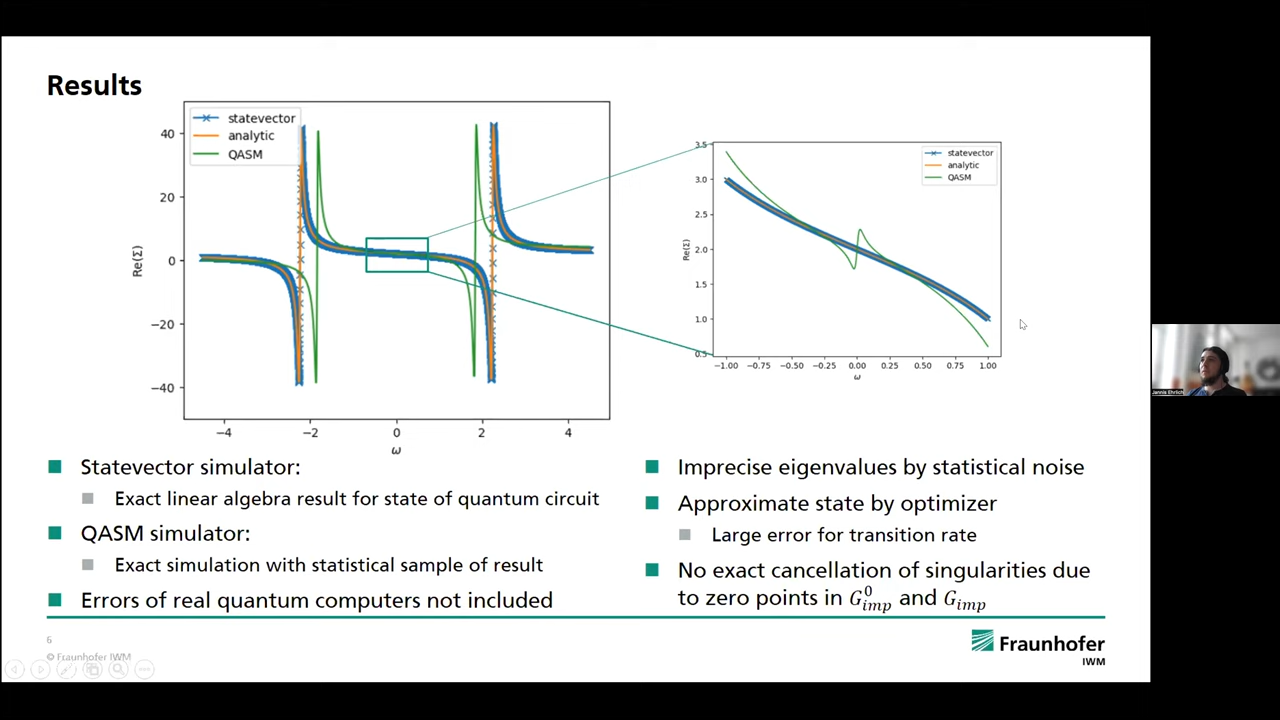 Results
statevector
analytic
QASM
40
20
0
−20
−40
Re(Σ)
−4
−2
0
2
4
ω
statevector
analytic
QASM
3.5
3.0
2.5
2.0
1.5
1.0
0.5
Re(Σ)
−1.00
−0.75
−0.50
−0.25
0.00
0.25
0.50
0.75
1.00
ω
Statevector simulator:
Exact linear algebra result for state of quantum circuit
QASM simulator:
Exact simulation with statistical sample of result
Errors of real quantum computers not included
Imprecise eigenvalues by statistical noise
Approximate state by optimizer
Large error for transition rate
No exact cancellation of singularities due
to zero points in G⁰imp and Gimp
6
© Fraunhofer IWM
Fraunhofer
IWM
Jannis Ehrlich